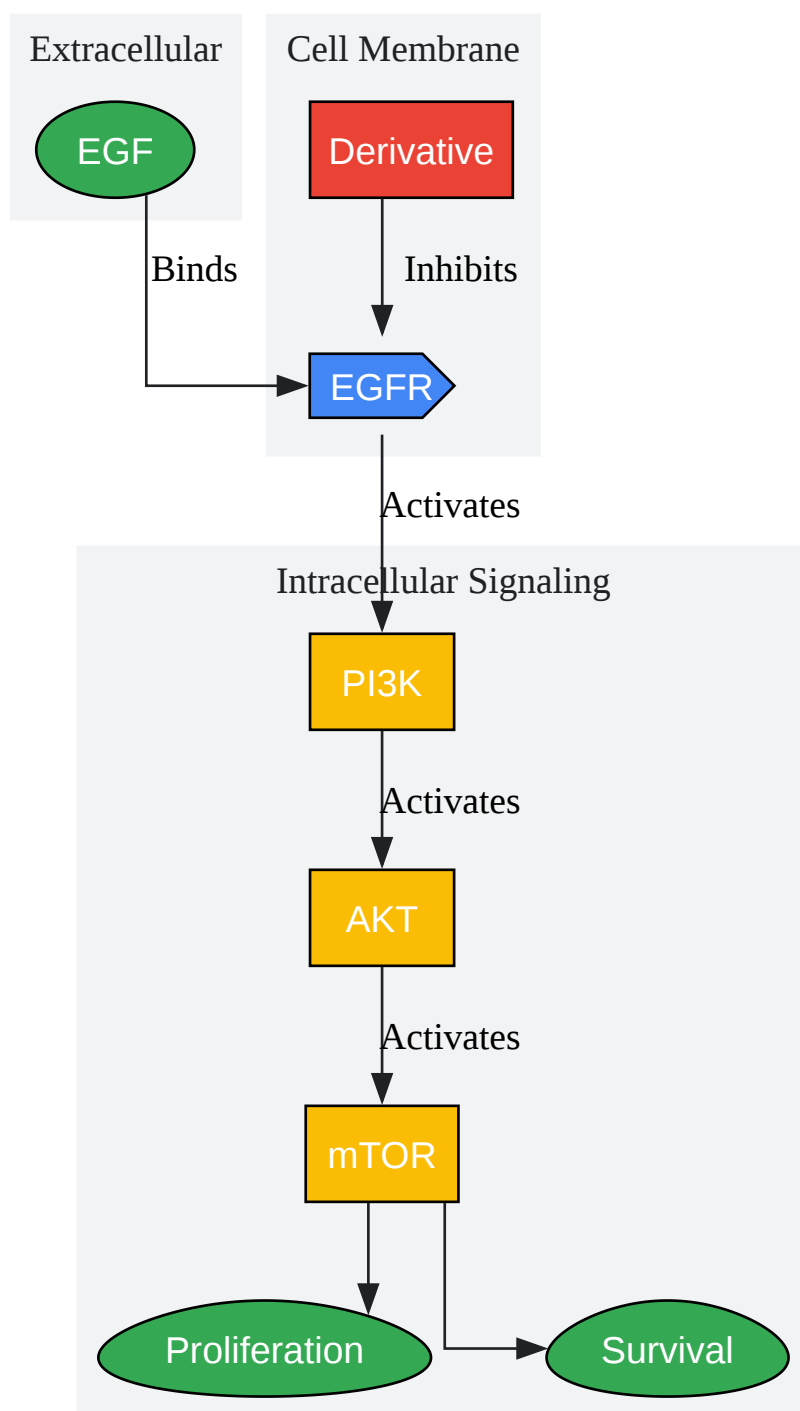 Extracellular
Cell Membrane
EGF
Derivative
Binds
Inhibits
EGFR
Activates
Intracellular Signaling
PI3K
Activates
AKT
Activates
mTOR
Proliferation
Survival